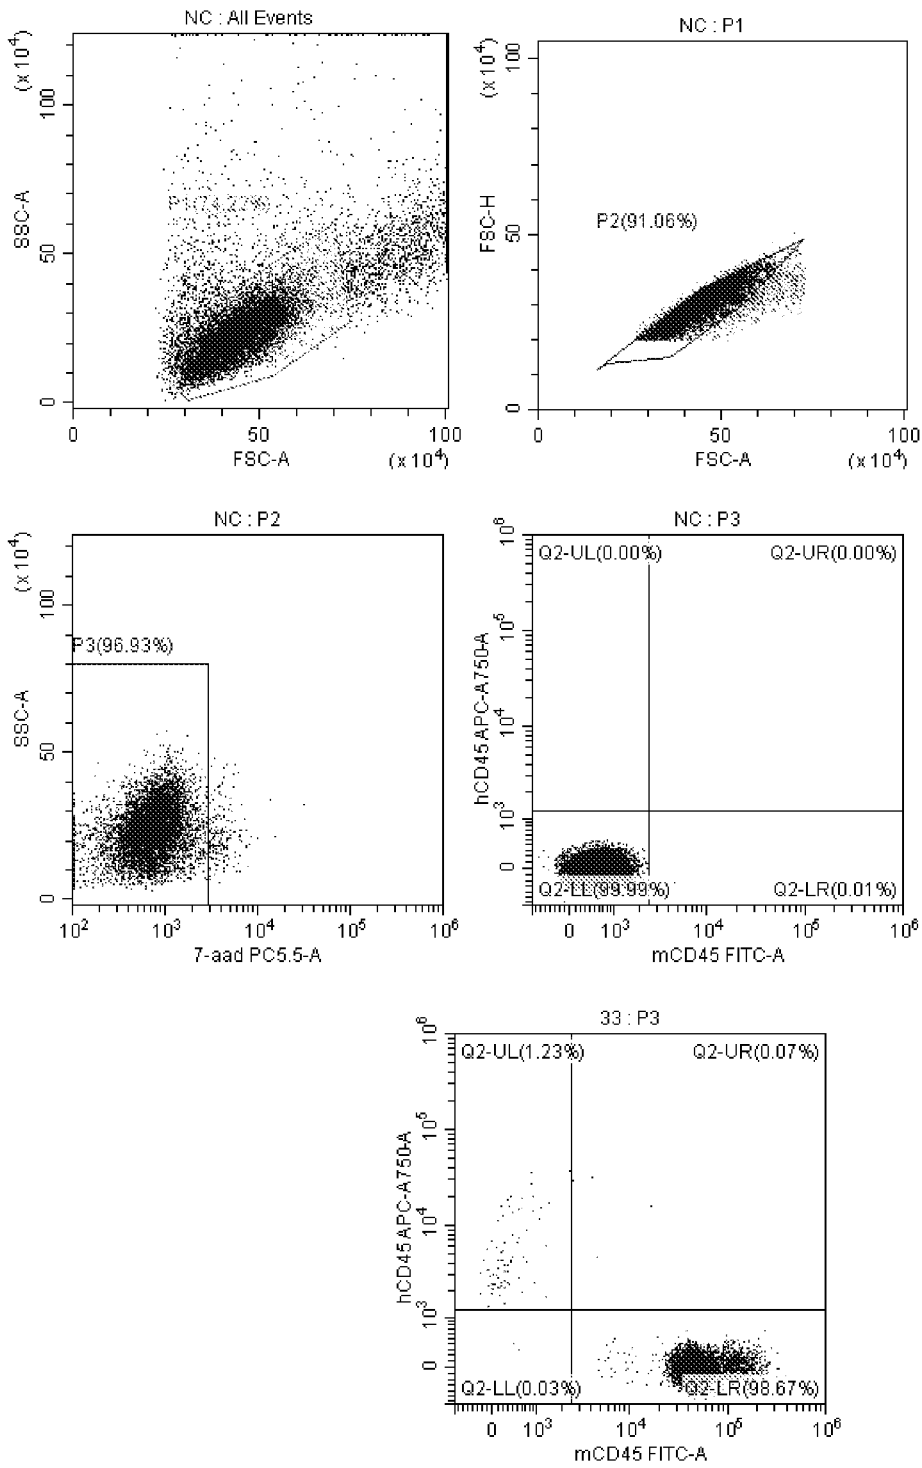 NC : All Events
(x 10⁴)
SSC-A
0
50
100
0
50
100
FSC-A
(x 10⁴)
NC : P1
(x 10⁴)
FSC-H
0
50
100
P2(91.06%)
0
50
100
FSC-A
(x 10⁴)
NC : P2
(x 10⁴)
SSC-A
0
50
100
P3(96.93%)
10² 10³ 10⁴ 10⁵ 10⁶
7-aad PC5.5-A
NC : P3
hCD45 APC-A750-A
10⁶
10⁵
10⁴
10³
0
Q2-UL(0.00%)
Q2-UR(0.00%)
Q2-LL(99.99%)
Q2-LR(0.01%)
0 10³ 10⁴ 10⁵ 10⁶
mCD45 FITC-A
33 : P3
hCD45 APC-A750-A
10⁶
10⁵
10⁴
10³
0
Q2-UL(1.23%)
Q2-UR(0.07%)
Q2-LL(0.03%)
Q2-LR(98.67%)
0 10³ 10⁴ 10⁵ 10⁶
mCD45 FITC-A